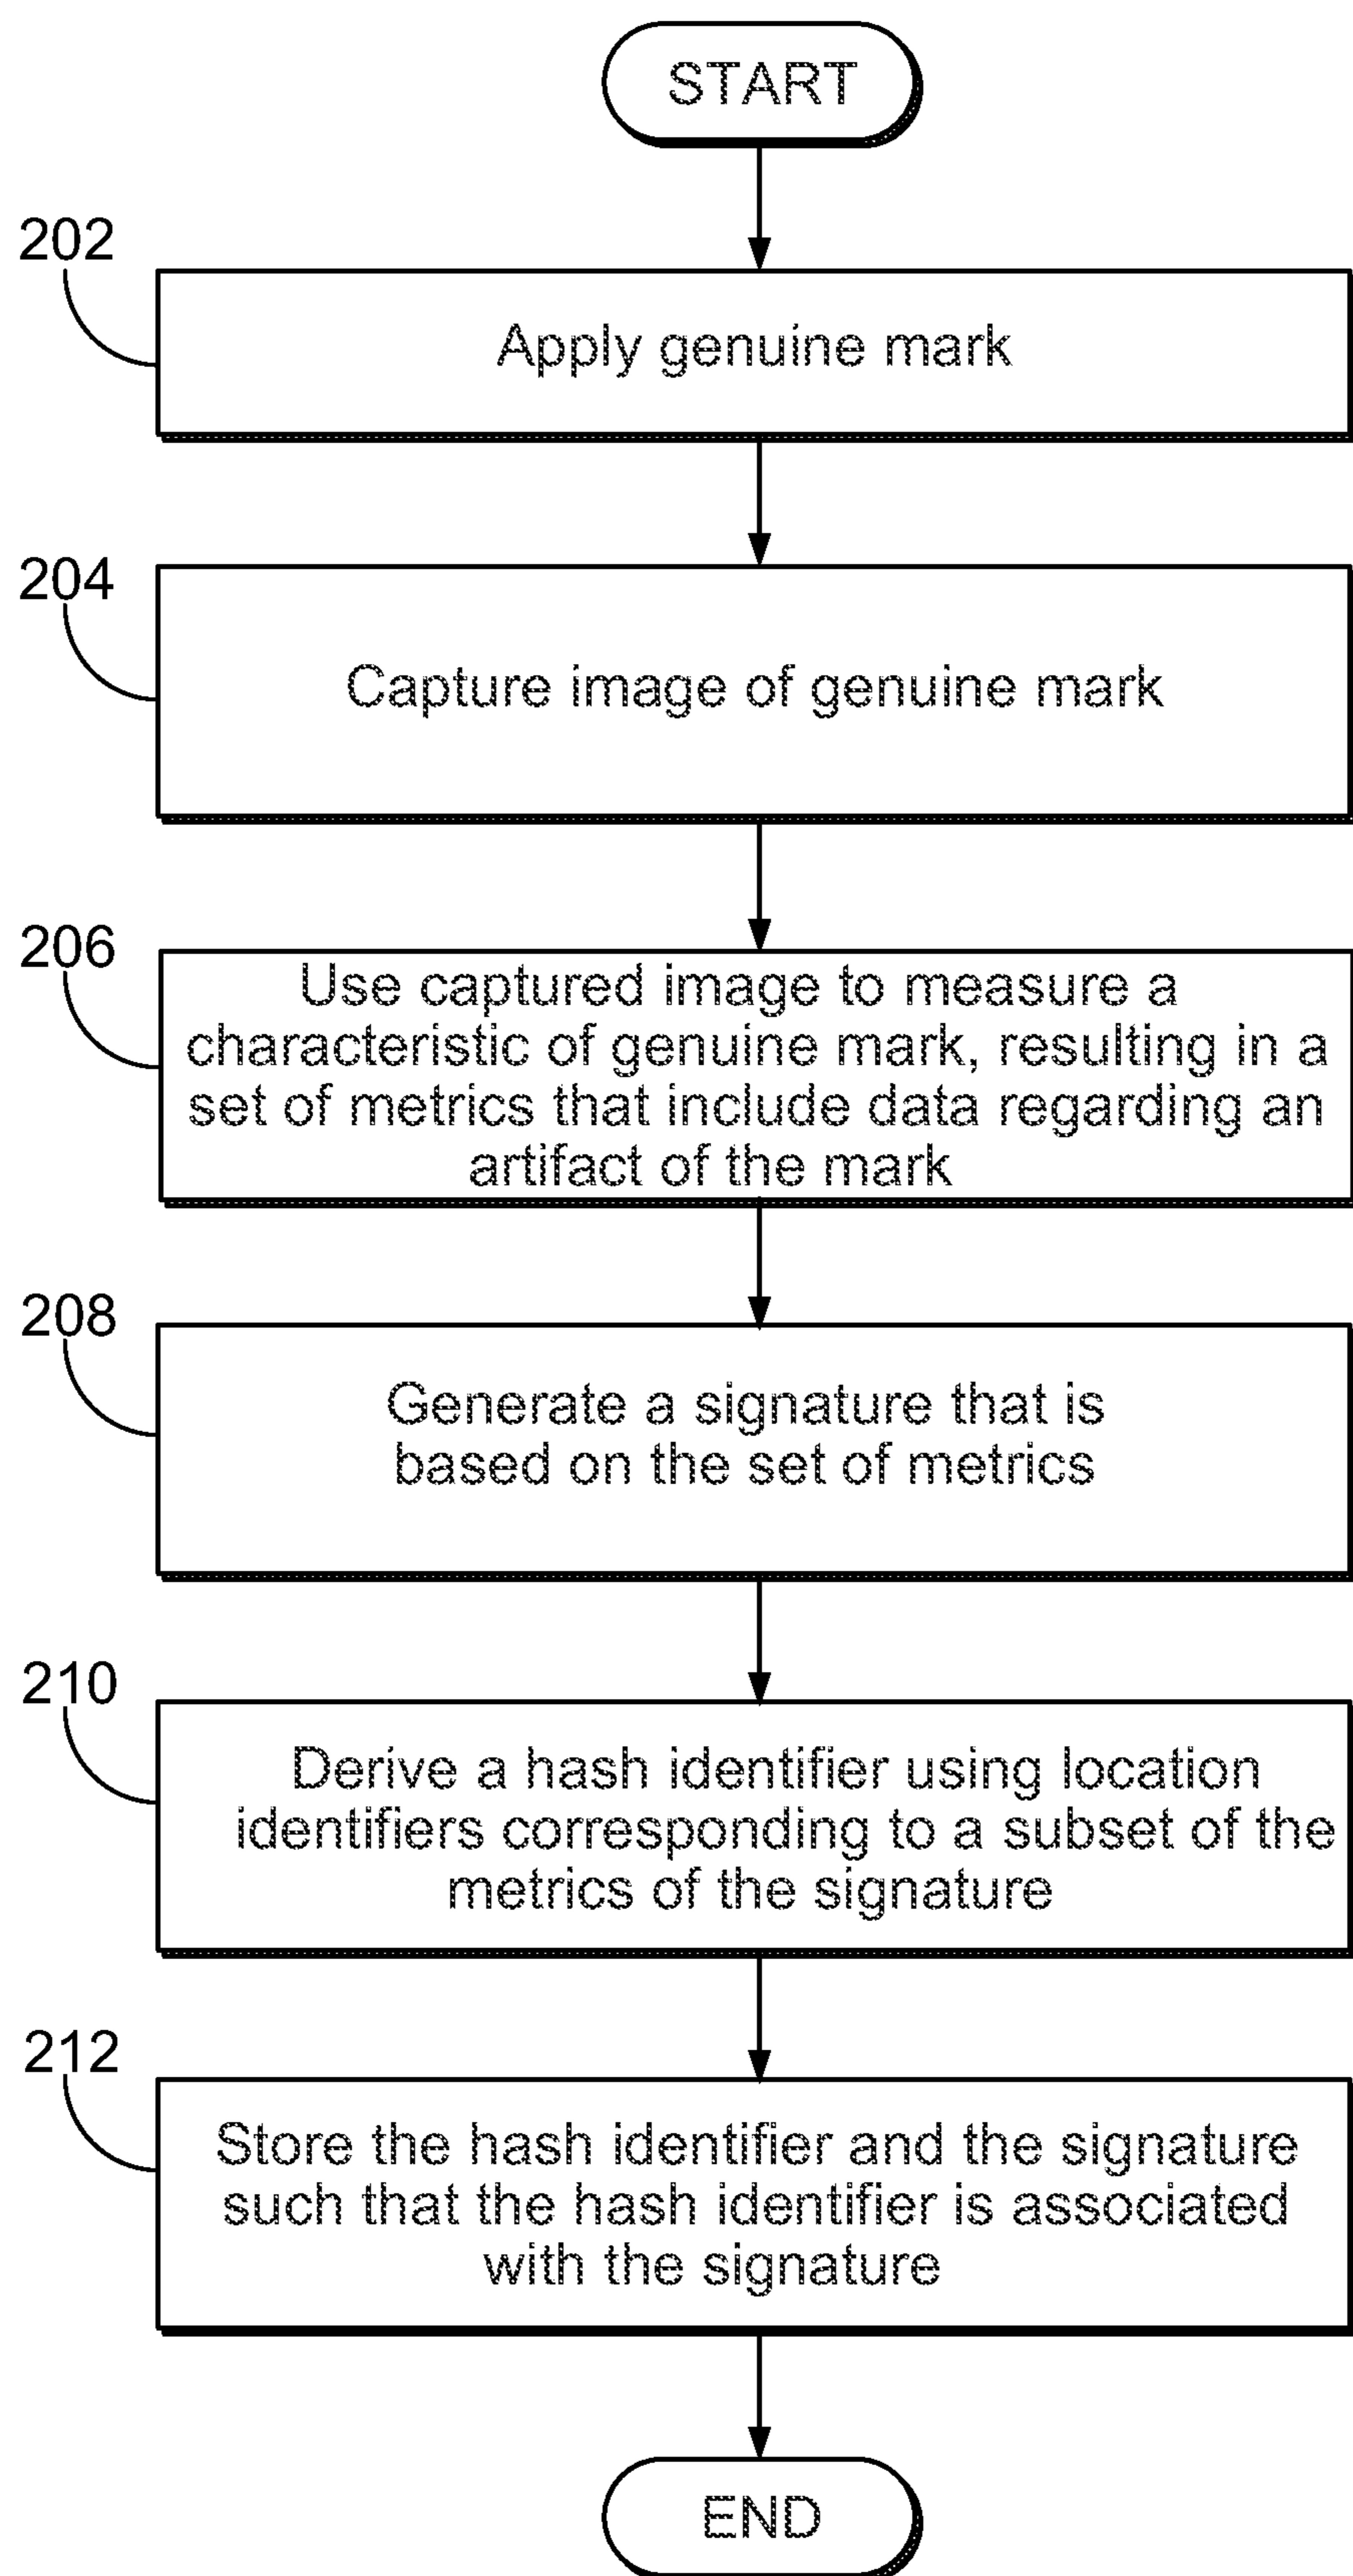 START
202
Apply genuine mark
204
Capture image of genuine mark
206
Use captured image to measure a
characteristic of genuine mark, resulting in a
set of metrics that include data regarding an
artifact of the mark
208
Generate a signature that is
based on the set of metrics
210
Derive a hash identifier using location
identifiers corresponding to a subset of the
metrics of the signature
212
Store the hash identifier and the signature
such that the hash identifier is associated
with the signature
END